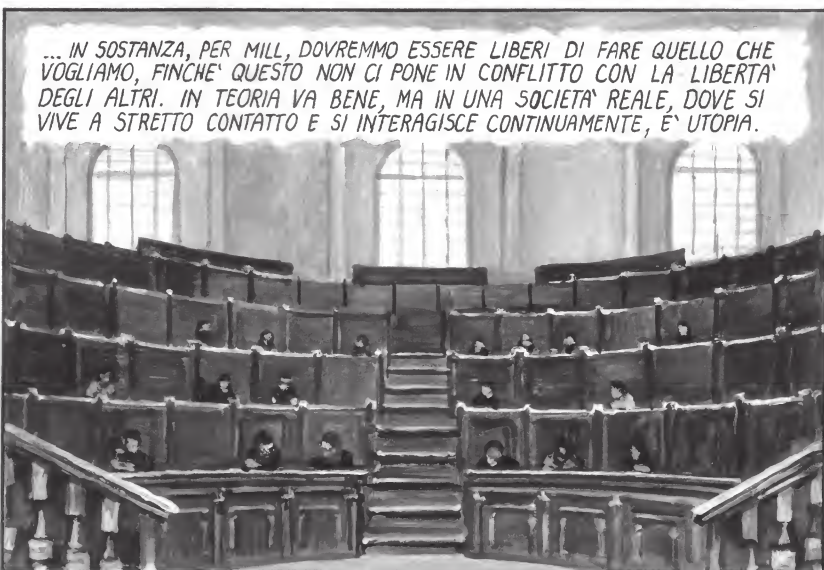 ... IN SOSTANZA, PER MILL, DOVREMMO ESSERE LIBERI DI FARE QUELLO CHE
VOGLIAMO, FINCHE' QUESTO NON CI PONE IN CONFLITTO CON LA LIBERTA'
DEGLI ALTRI. IN TEORIA VA BENE, MA IN UNA SOCIETA' REALE, DOVE SI
VIVE A STRETTO CONTATTO E SI INTERAGISCE CONTINUAMENTE, E' UTOPIA.